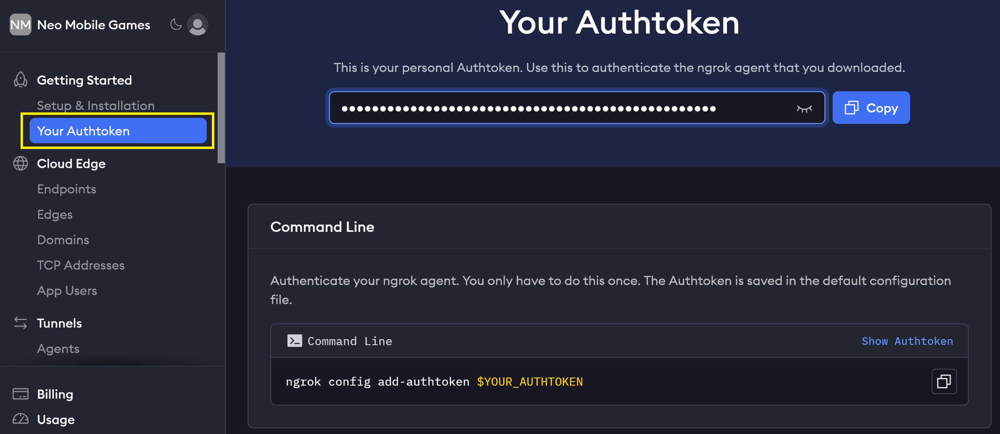 NM Neo Mobile Games
Getting Started
Setup & Installation
Your Authtoken
Cloud Edge
Endpoints
Edges
Domains
TCP Addresses
App Users
Tunnels
Agents
Billing
Usage
Your Authtoken
This is your personal Authtoken. Use this to authenticate the ngrok agent that you downloaded.
•••••••••••••••••••••••••••••••••••••••••••••••••
Copy
Command Line
Authenticate your ngrok agent. You only have to do this once. The Authtoken is saved in the default configuration
file.
Command Line
Show Authtoken
ngrok config add-authtoken $YOUR_AUTHTOKEN